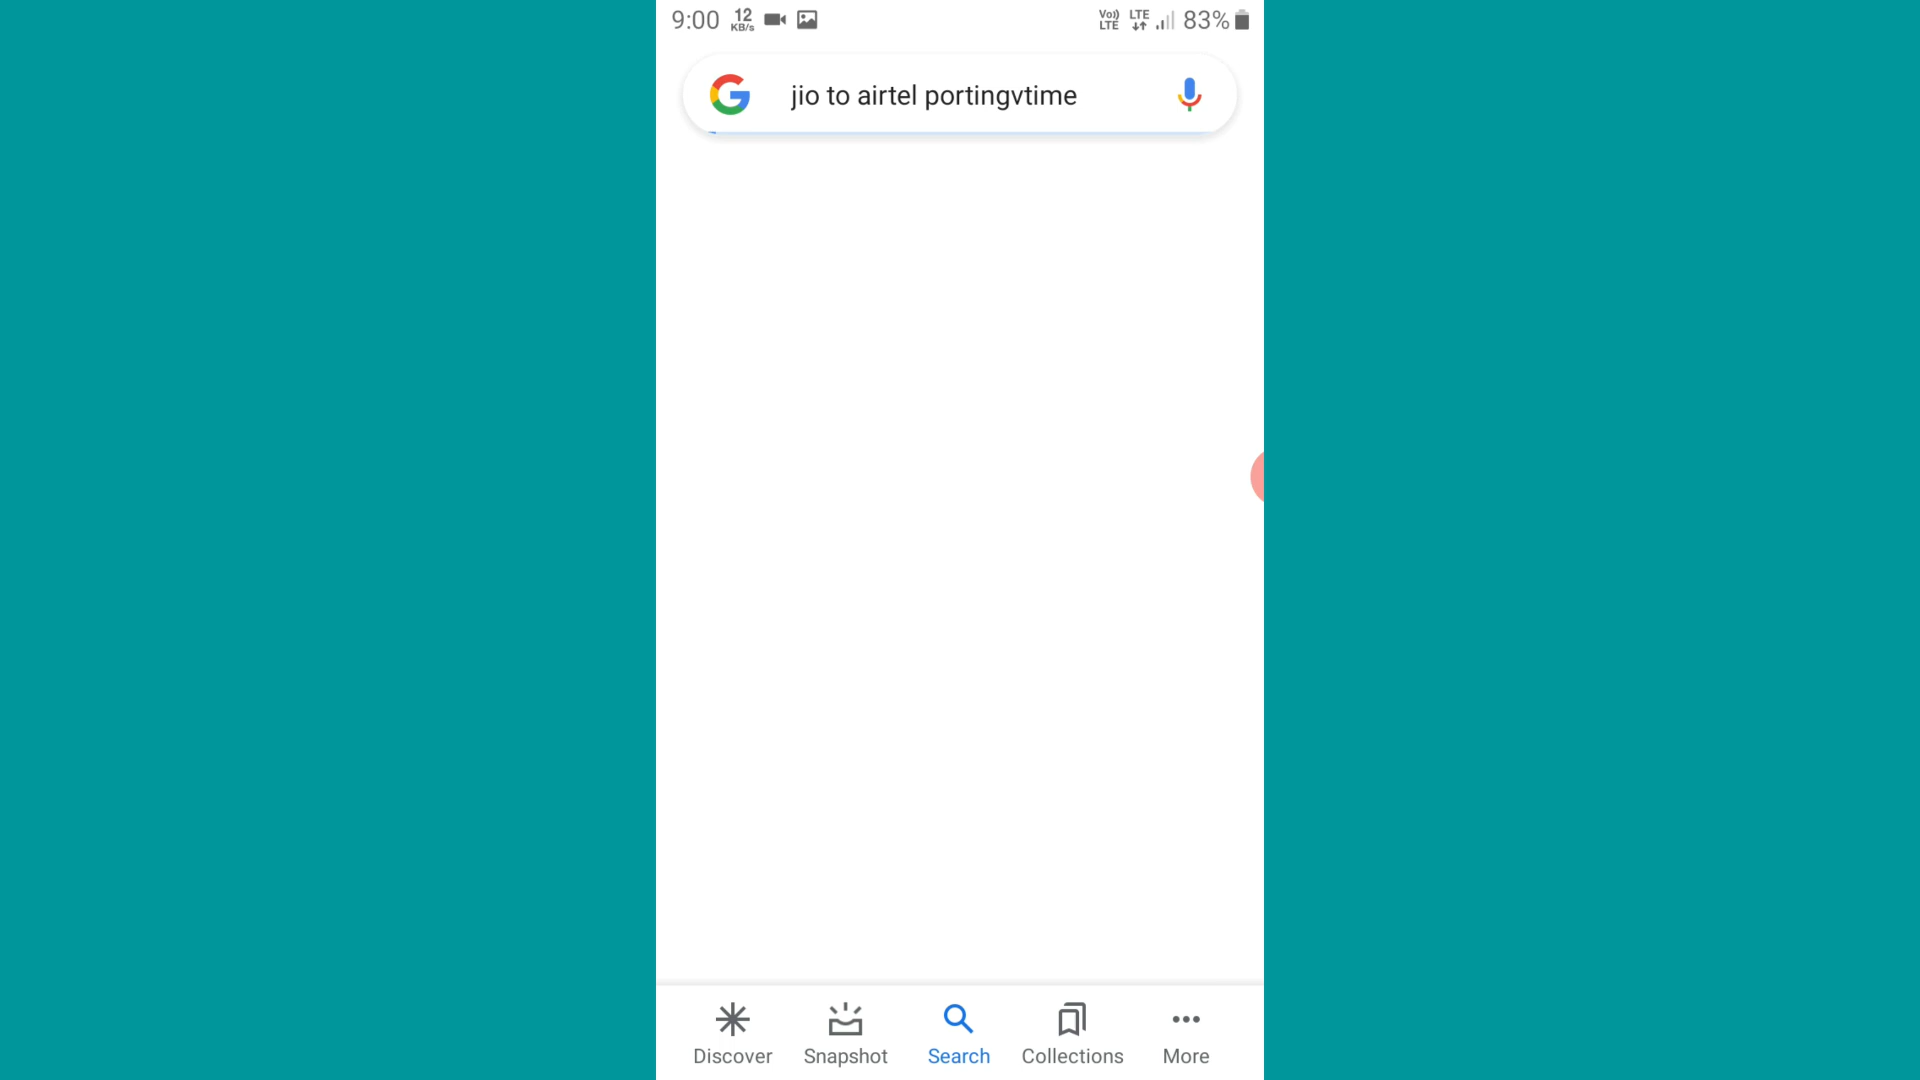 9:00 12 KB/s Vo)) LTE LTE 83%
jio to airtel portingvtime
Discover Snapshot Search Collections More